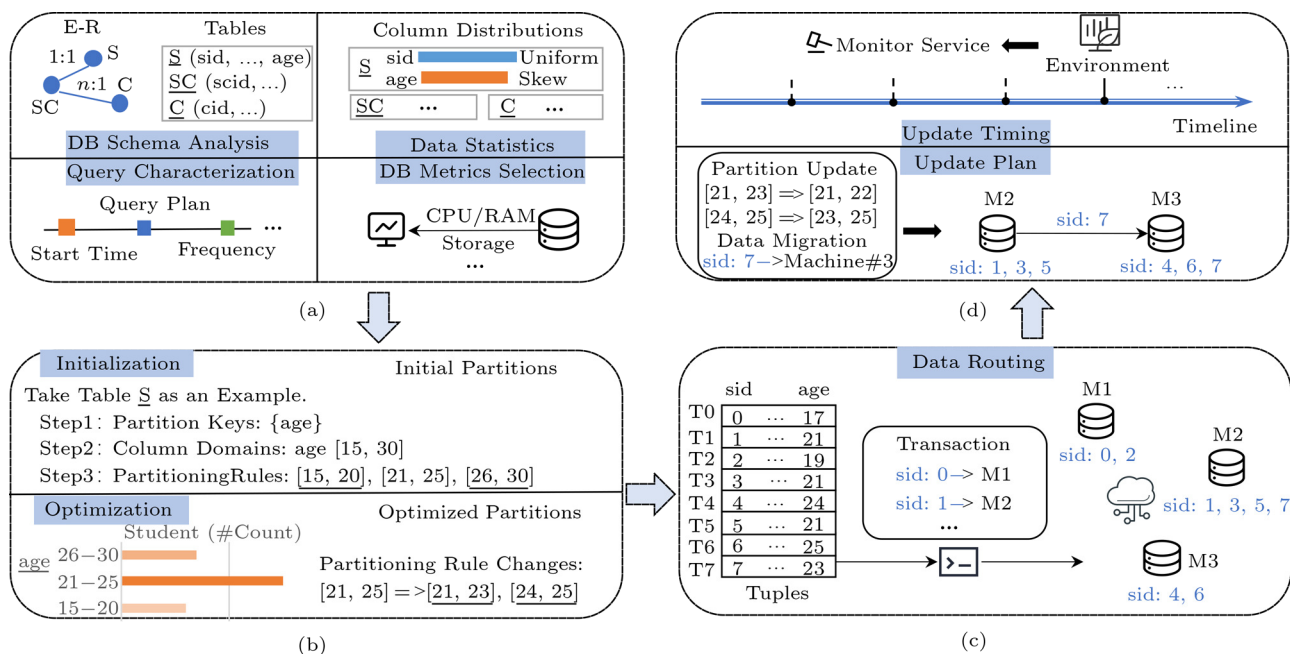 E-R
1:1
S
n:1
C
SC
Tables
S (sid, ..., age)
SC (scid, ...)
C (cid, ...)
DB Schema Analysis
Column Distributions
S
sid
Uniform
age
Skew
SC
...
C
...
Data Statistics
Query Characterization
Query Plan
...
Start Time
Frequency
DB Metrics Selection
CPU/RAM
Storage
...
(a)
Initialization
Initial Partitions
Take Table S as an Example.
Step1: Partition Keys: {age}
Step2: Column Domains: age [15, 30]
Step3: PartitioningRules: [15, 20], [21, 25], [26, 30]
Optimization
Optimized Partitions
Student (#Count)
age
26−30
21−25
15−20
Partitioning Rule Changes:
[21, 25] =>[21, 23], [24, 25]
(b)
Data Routing
sid age
T0 0 ... 17
T1 1 ... 21
T2 2 ... 19
T3 3 ... 21
T4 4 ... 24
T5 5 ... 21
T6 6 ... 25
T7 7 ... 23
Tuples
Transaction
sid: 0−> M1
sid: 1−> M2
...
M1
sid: 0, 2
M2
sid: 1, 3, 5, 7
M3
sid: 4, 6
(c)
Monitor Service
Environment
...
Timeline
Update Timing
Update Plan
Partition Update
[21, 23] =>[21, 22]
[24, 25] =>[23, 25]
Data Migration
sid: 7−>Machine#3
M2
sid: 1, 3, 5
sid: 7
M3
sid: 4, 6, 7
(d)